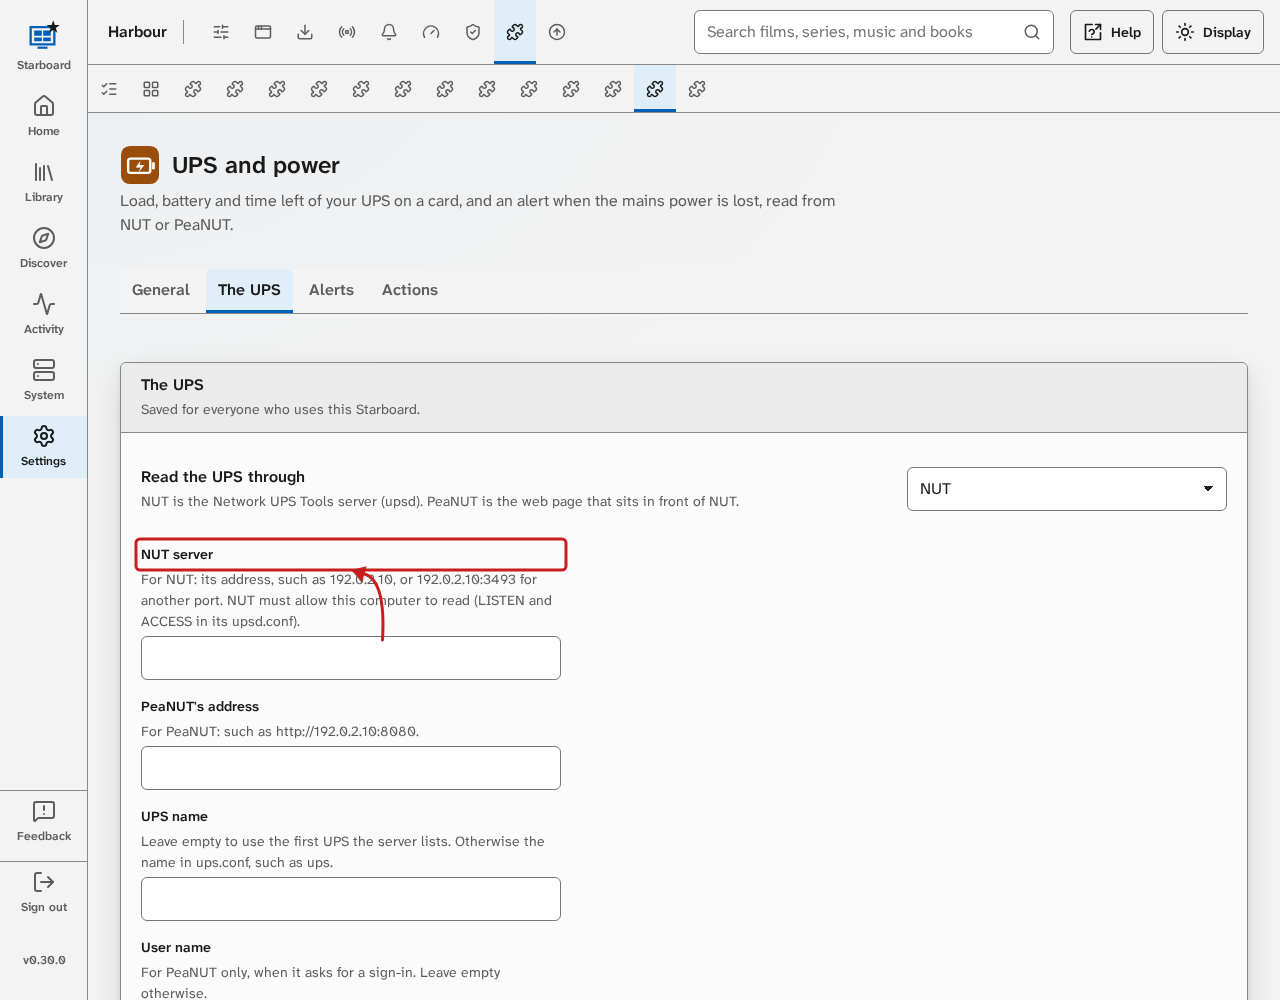 Starboard
Home
Library
Discover
Activity
System
Settings
Feedback
Sign out
v0.30.0
Harbour
Search films, series, music and books
Help
Display
UPS and power
Load, battery and time left of your UPS on a card, and an alert when the mains power is lost, read from
NUT or PeaNUT.
General
The UPS
Alerts
Actions
The UPS
Saved for everyone who uses this Starboard.
Read the UPS through
NUT is the Network UPS Tools server (upsd). PeaNUT is the web page that sits in front of NUT.
NUT
NUT server
For NUT: its address, such as 192.0.2.10, or 192.0.2.10:3493 for
another port. NUT must allow this computer to read (LISTEN and
ACCESS in its upsd.conf).
PeaNUT's address
For PeaNUT: such as http://192.0.2.10:8080.
UPS name
Leave empty to use the first UPS the server lists. Otherwise the
name in ups.conf, such as ups.
User name
For PeaNUT only, when it asks for a sign-in. Leave empty
otherwise.